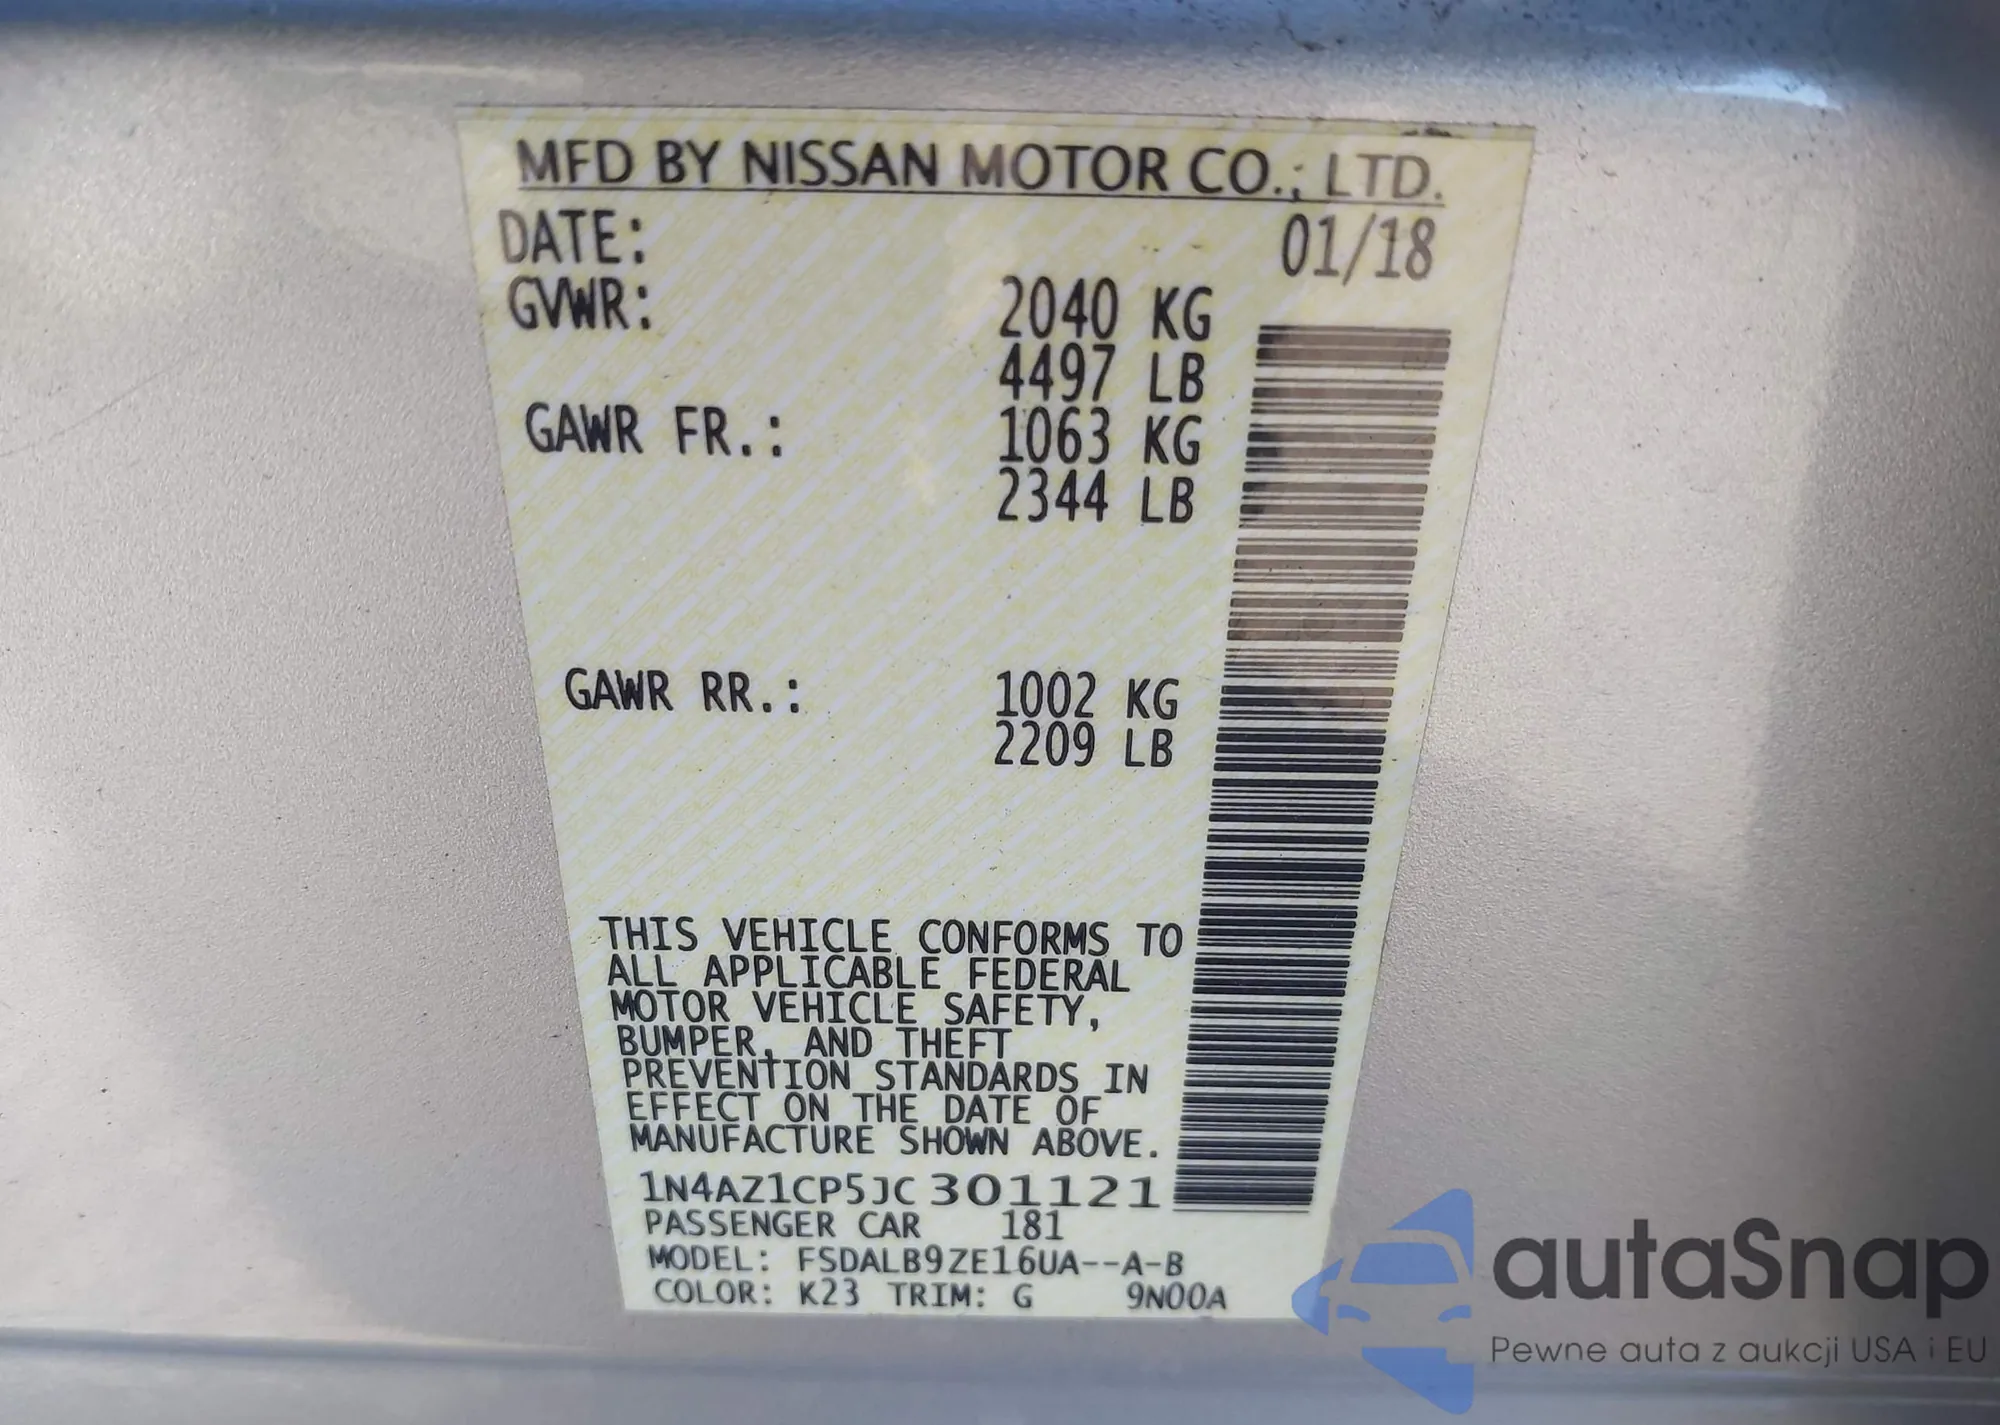 MFD BY NISSAN MOTOR CO., LTD.
DATE: 01/18
GVWR: 2040 KG
4497 LB
GAWR FR.: 1063 KG
2344 LB
GAWR RR.: 1002 KG
2209 LB
THIS VEHICLE CONFORMS TO
ALL APPLICABLE FEDERAL
MOTOR VEHICLE SAFETY,
BUMPER, AND THEFT
PREVENTION STANDARDS IN
EFFECT ON THE DATE OF
MANUFACTURE SHOWN ABOVE.
1N4AZ1CP5JC301121
PASSENGER CAR 181
MODEL: FSDALB9ZE16UA--A-B
COLOR: K23 TRIM: G 9N00A
autaSnap
Pewne auta z aukcji USA i EU